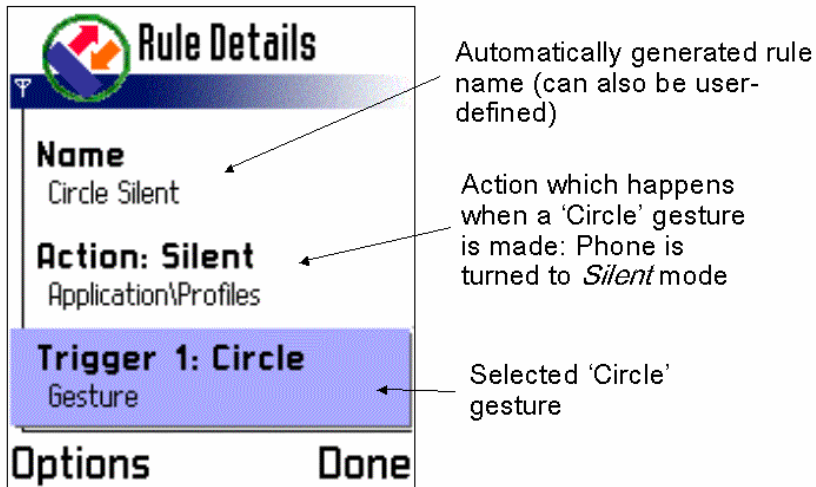 Rule Details
Name
Circle Silent
Action: Silent
Application\Profiles
Trigger 1: Circle
Gesture
Options Done
Automatically generated rule
name (can also be user-
defined)
Action which happens
when a ‘Circle’ gesture
is made: Phone is
turned to Silent mode
Selected ‘Circle’
gesture